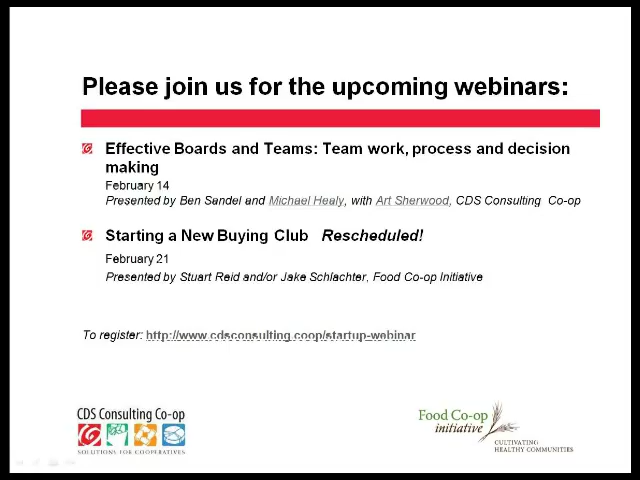 Please join us for the upcoming webinars:
Effective Boards and Teams: Team work, process and decision
making
February 14
Presented by Ben Sandel and Michael Healy, with Art Sherwood, CDS Consulting Co-op
Starting a New Buying Club Rescheduled!
February 21
Presented by Stuart Reid and/or Jake Schlachter, Food Co-op Initiative
To register: http://www.cdsconsulting.coop/startup-webinar
CDS Consulting Co-op
SOLUTIONS FOR COOPERATIVES
Food Co-op
initiative
CULTIVATING
HEALTHY COMMUNITIES